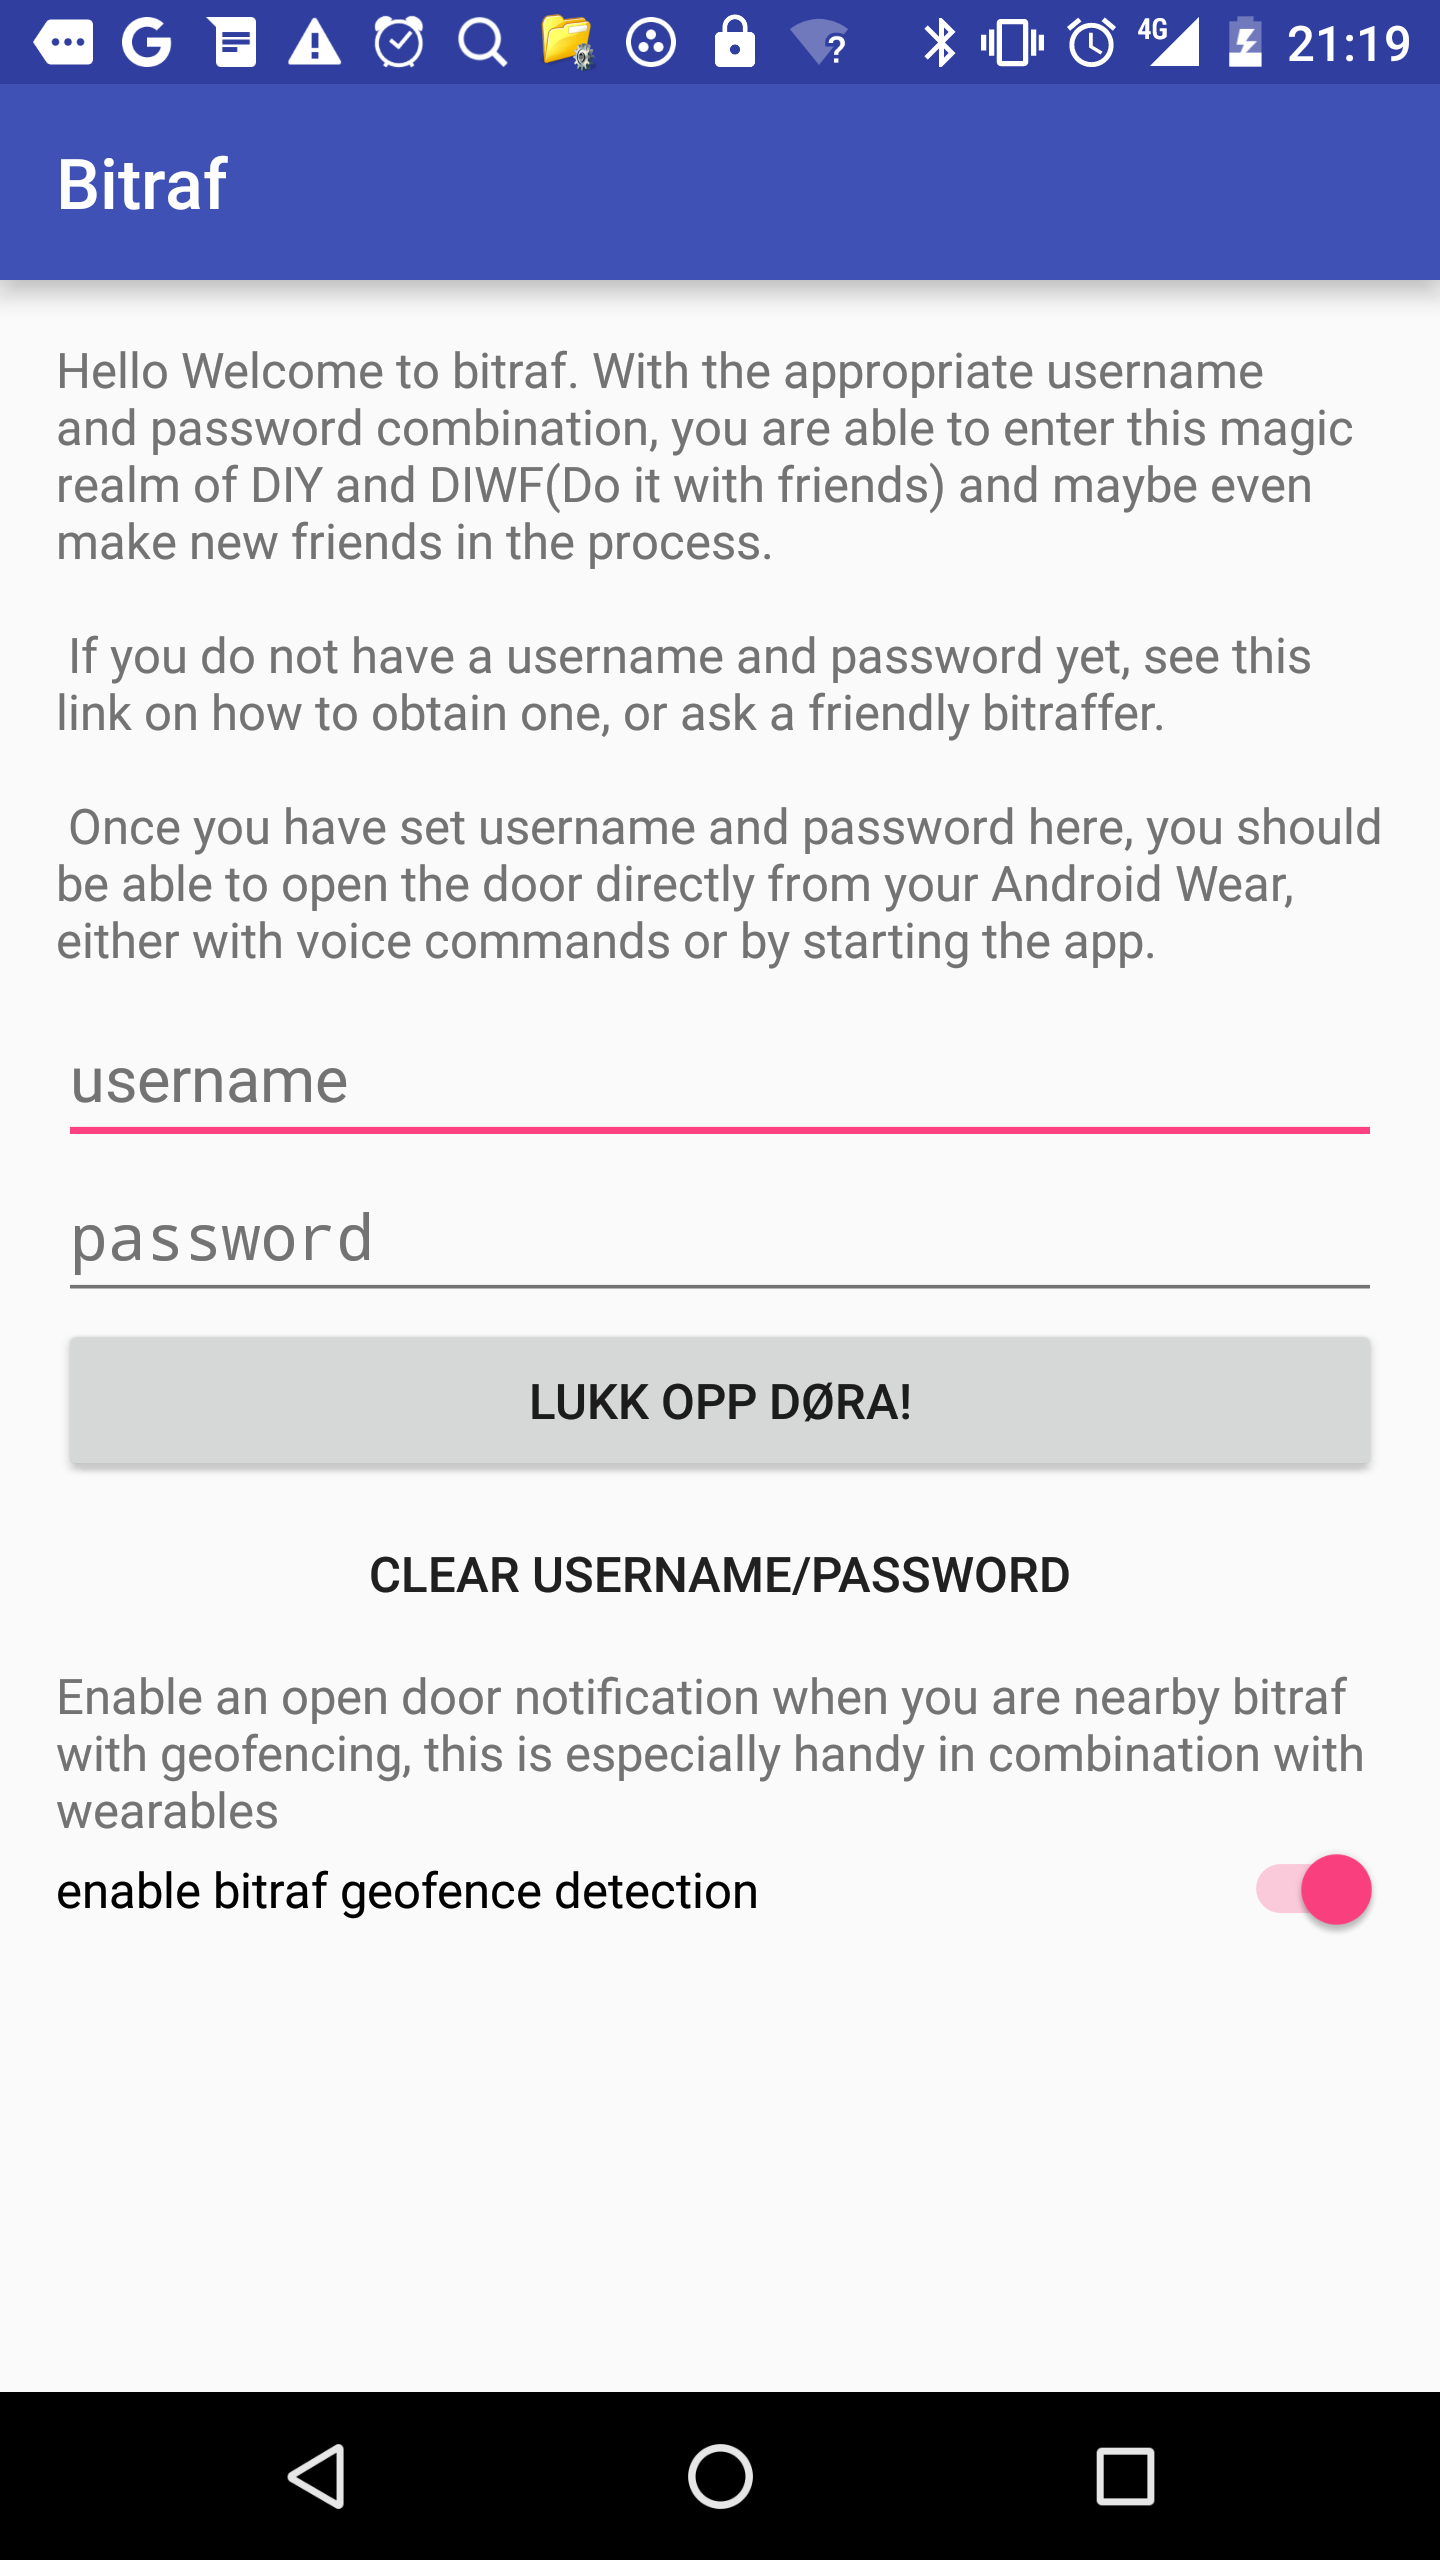 4G 21:19
Bitraf
Hello Welcome to bitraf. With the appropriate username
and password combination, you are able to enter this magic
realm of DIY and DIWF(Do it with friends) and maybe even
make new friends in the process.
If you do not have a username and password yet, see this
link on how to obtain one, or ask a friendly bitraffer.
Once you have set username and password here, you should
be able to open the door directly from your Android Wear,
either with voice commands or by starting the app.
username
password
LUKK OPP DØRA!
CLEAR USERNAME/PASSWORD
Enable an open door notification when you are nearby bitraf
with geofencing, this is especially handy in combination with
wearables
enable bitraf geofence detection